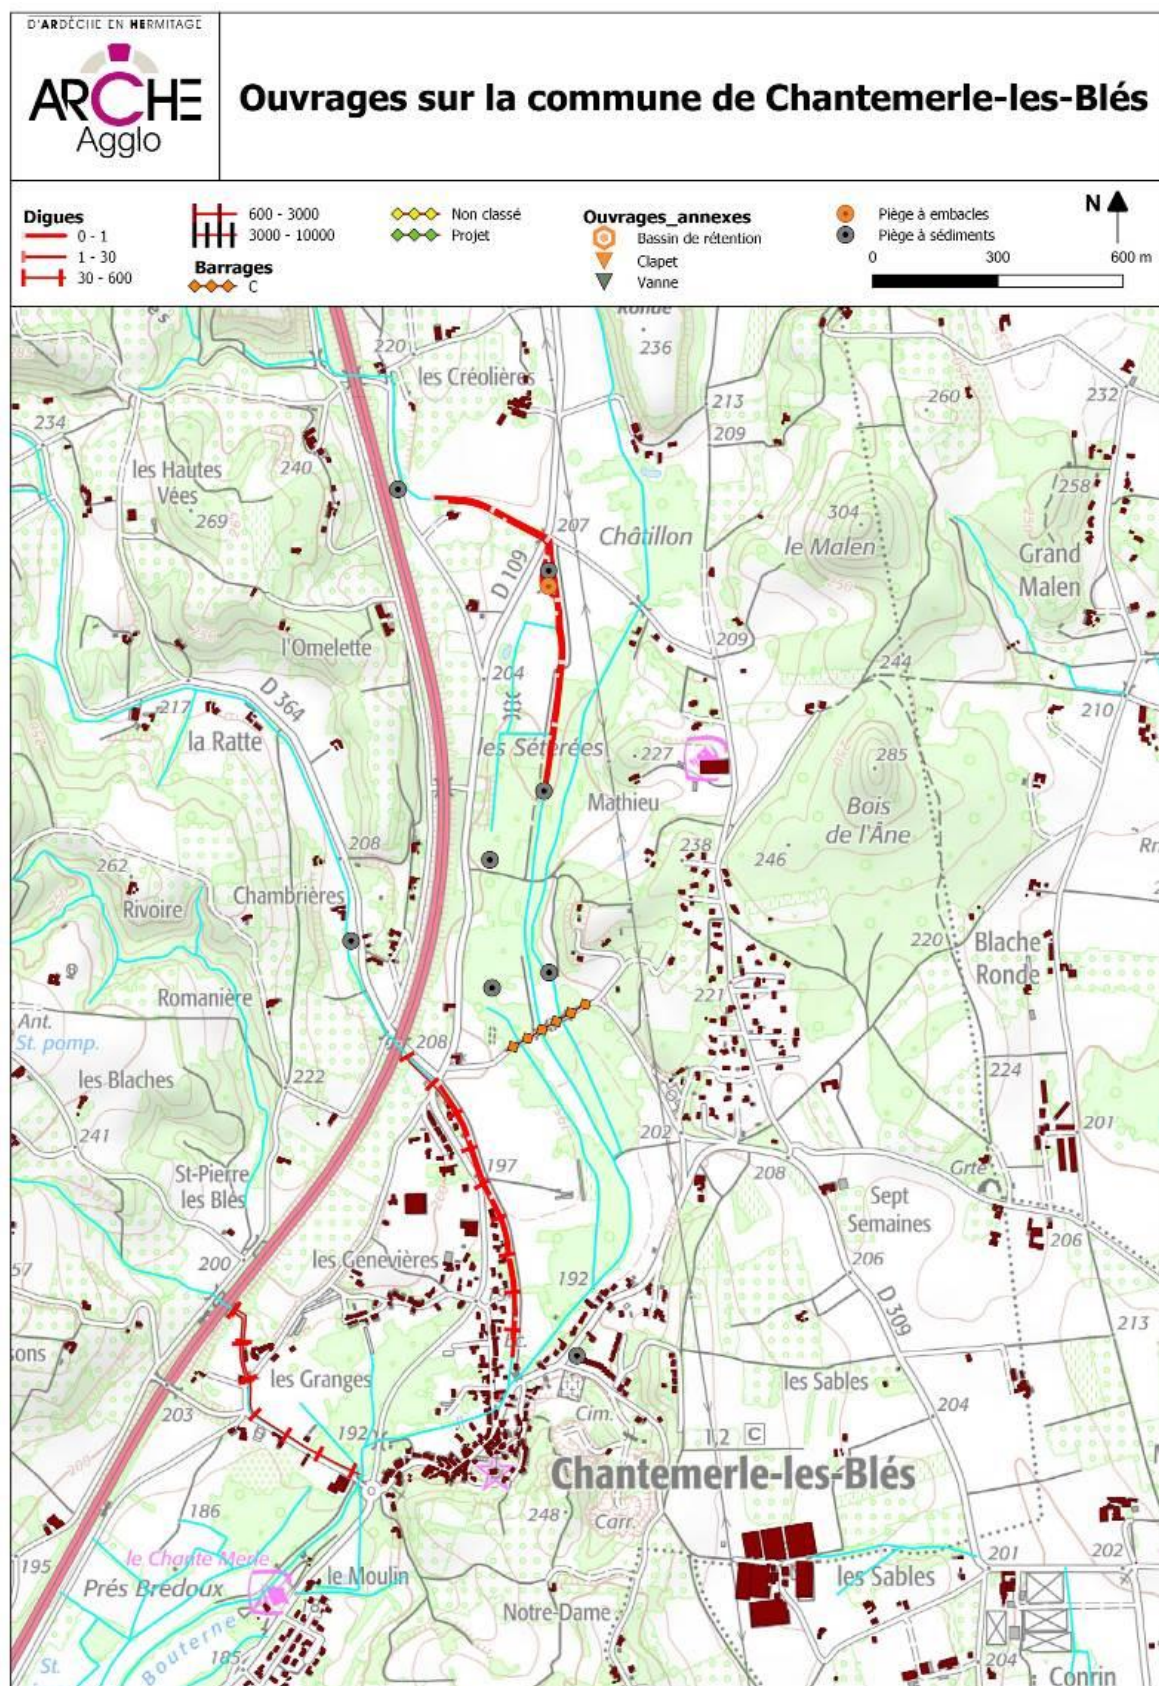 D'ARDÈCHE EN HERMITAGE
ARCHE
Agglo
Ouvrages sur la commune de Chantemerle-les-Blés
Digues
0 - 1
1 - 30
30 - 600
600 - 3000
3000 - 10000
Barrages
C
Non classé
Projet
Ouvrages_annexes
Bassin de rétention
Clapet
Vanne
Piège à embacles
Piège à sédiments
N
0 300 600 m
220
236
les Créolières
213
260
232
234
209
les Hautes
Vées
240
258
269
207
Châtillon
304
le Malen
Grand
Malen
D 109
l'Omelette
209
204
244
D 364
217
210
la Ratte
les Sétérées
227
285
Mathieu
Bois
de l'Âne
208
238
246
262
Chambrières
Rivoire
220
Blache
Ronde
Romanière
221
Ant.
St. pomp.
208
les Blaches
222
224
241
202
201
197
208
Grte
St-Pierre
les Blés
Sept
Semaines
200
les Genevières
206
206
57
192
D 309
213
sons
les Granges
les Sables
203
204
Cim.
192
12 C
Chantemerle-les-Blés
186
248
Carr.
195
le Chante Merle
Prés Bredoux
le Moulin
201
202
les Sables
Notre-Dame
Bouterne
185
St.
204
Conrin